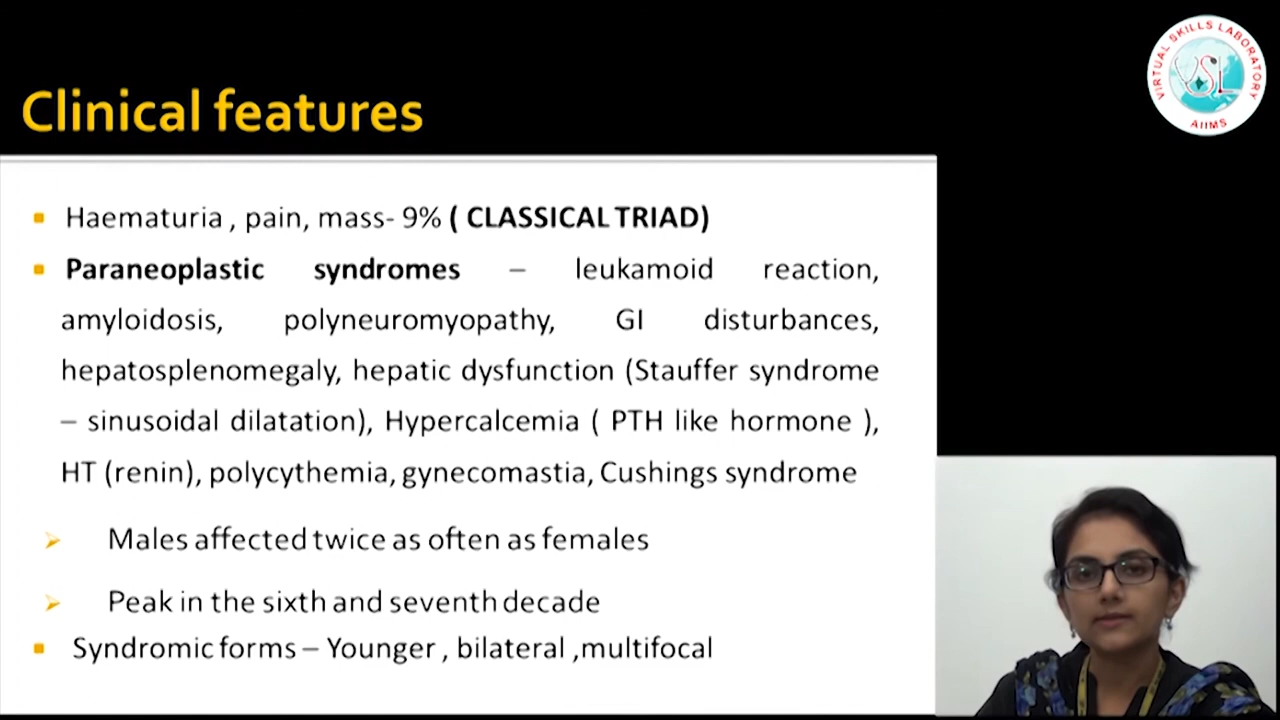 VIRTUAL SKILLS LABORATORY
VSL
AIIMS
Clinical features
Haematuria , pain, mass- 9% ( CLASSICAL TRIAD)
Paraneoplastic syndromes – leukamoid reaction,
amyloidosis, polyneuromyopathy, GI disturbances,
hepatosplenomegaly, hepatic dysfunction (Stauffer syndrome
– sinusoidal dilatation), Hypercalcemia ( PTH like hormone ),
HT (renin), polycythemia, gynecomastia, Cushings syndrome
Males affected twice as often as females
Peak in the sixth and seventh decade
Syndromic forms – Younger , bilateral ,multifocal